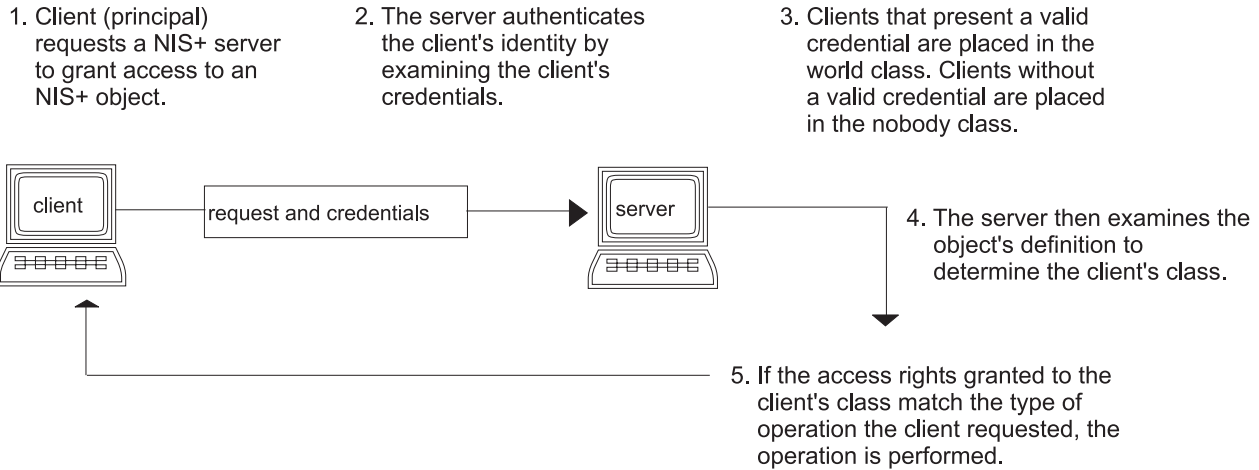 1. Client (principal)
requests a NIS+ server
to grant access to an
NIS+ object.
2. The server authenticates
the client's identity by
examining the client's
credentials.
3. Clients that present a valid
credential are placed in the
world class. Clients without
a valid credential are placed
in the nobody class.
client
request and credentials
server
4. The server then examines the
object's definition to
determine the client's class.
5. If the access rights granted to the
client's class match the type of
operation the client requested, the
operation is performed.